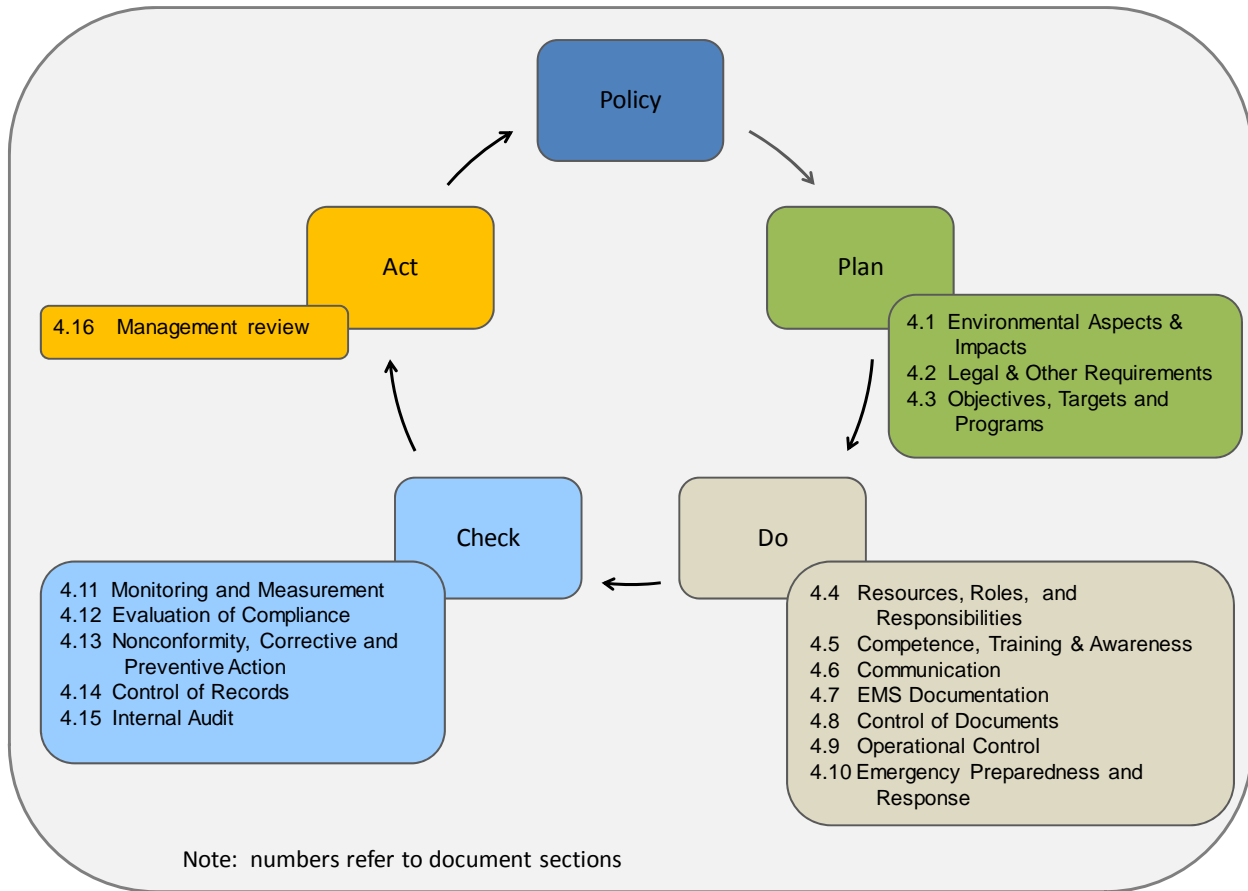 Policy
Plan
4.1 Environmental Aspects &
Impacts
4.2 Legal & Other Requirements
4.3 Objectives, Targets and
Programs
Do
4.4 Resources, Roles, and
Responsibilities
4.5 Competence, Training & Awareness
4.6 Communication
4.7 EMS Documentation
4.8 Control of Documents
4.9 Operational Control
4.10 Emergency Preparedness and
Response
Check
4.11 Monitoring and Measurement
4.12 Evaluation of Compliance
4.13 Nonconformity, Corrective and
Preventive Action
4.14 Control of Records
4.15 Internal Audit
Act
4.16 Management review
Note: numbers refer to document sections